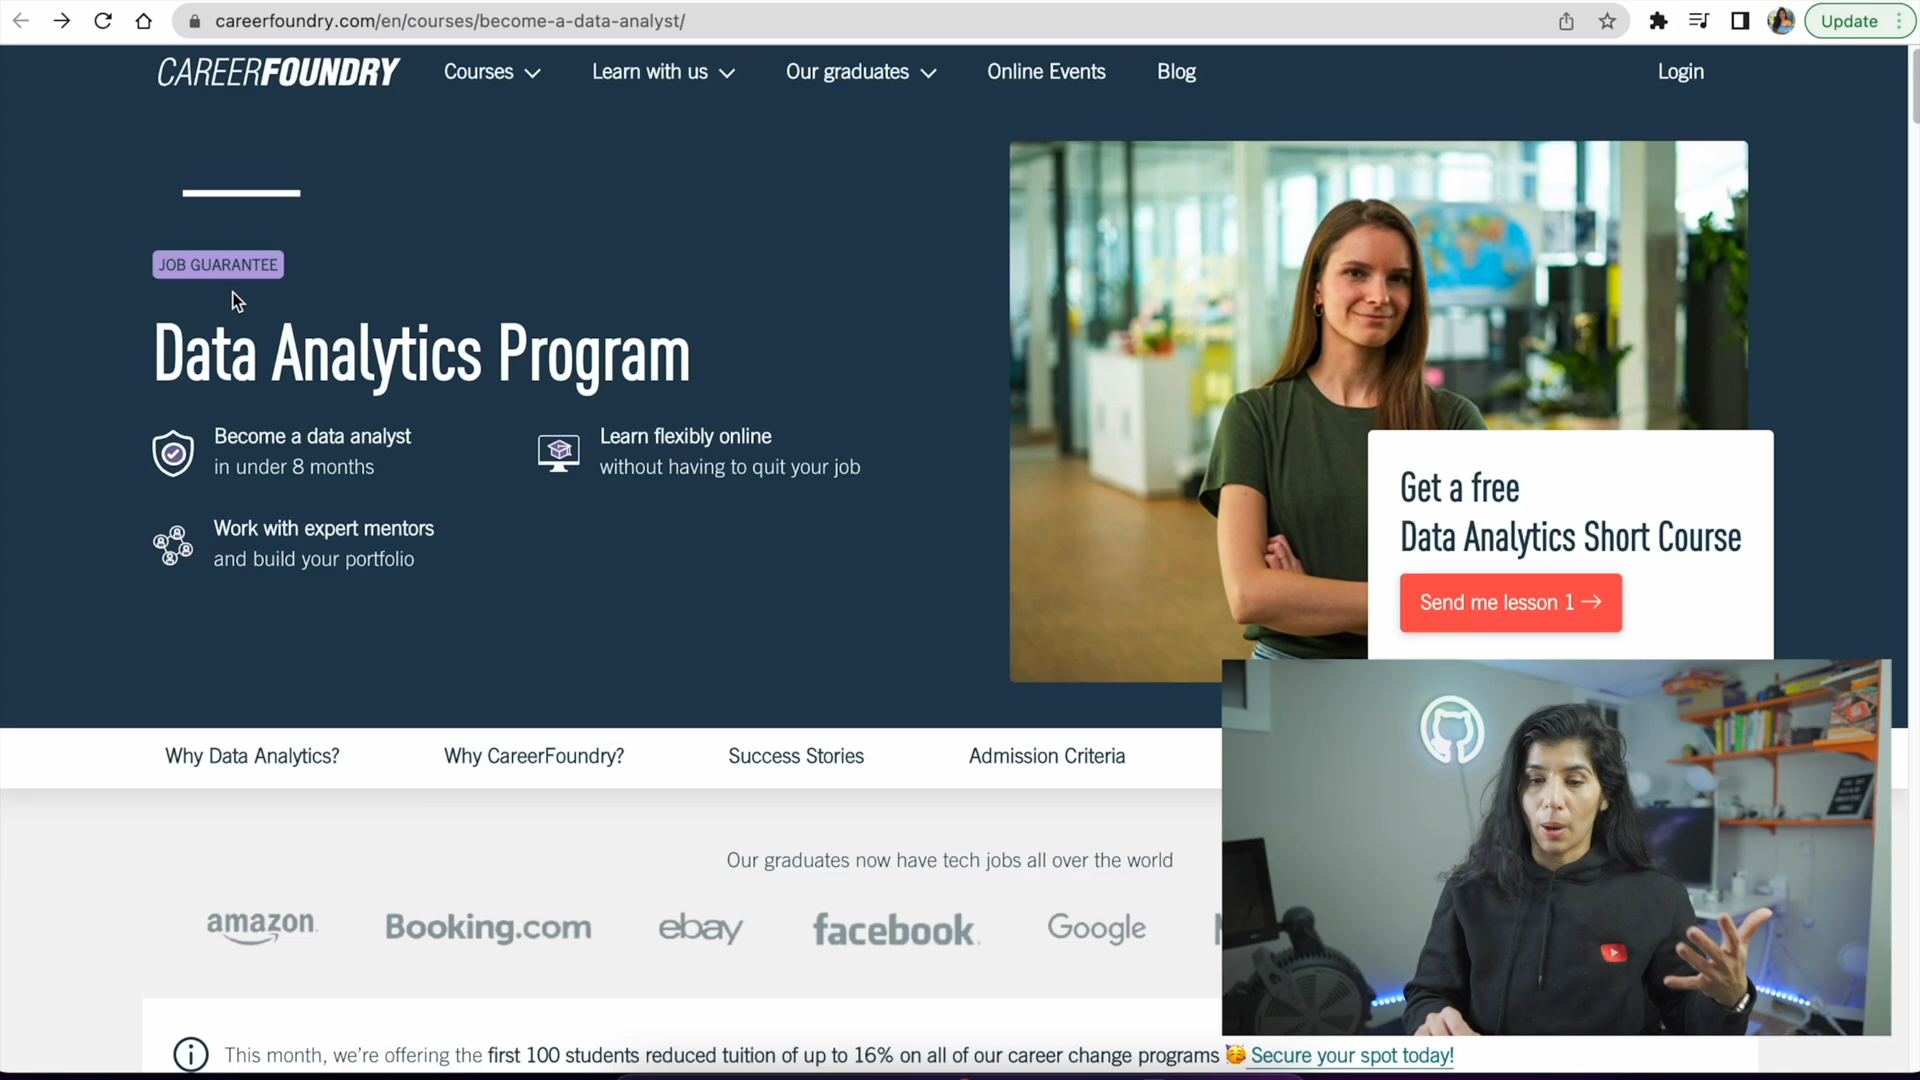 careerfoundry.com/en/courses/become-a-data-analyst/
Update
CAREERFOUNDRY
Courses
Learn with us
Our graduates
Online Events
Blog
Login
JOB GUARANTEE
Data Analytics Program
Become a data analyst
in under 8 months
Learn flexibly online
without having to quit your job
Work with expert mentors
and build your portfolio
Get a free
Data Analytics Short Course
Send me lesson 1 →
Why Data Analytics?
Why CareerFoundry?
Success Stories
Admission Criteria
Our graduates now have tech jobs all over the world
amazon
Booking.com
ebay
facebook
Google
This month, we're offering the first 100 students reduced tuition of up to 16% on all of our career change programs 🥳 Secure your spot today!